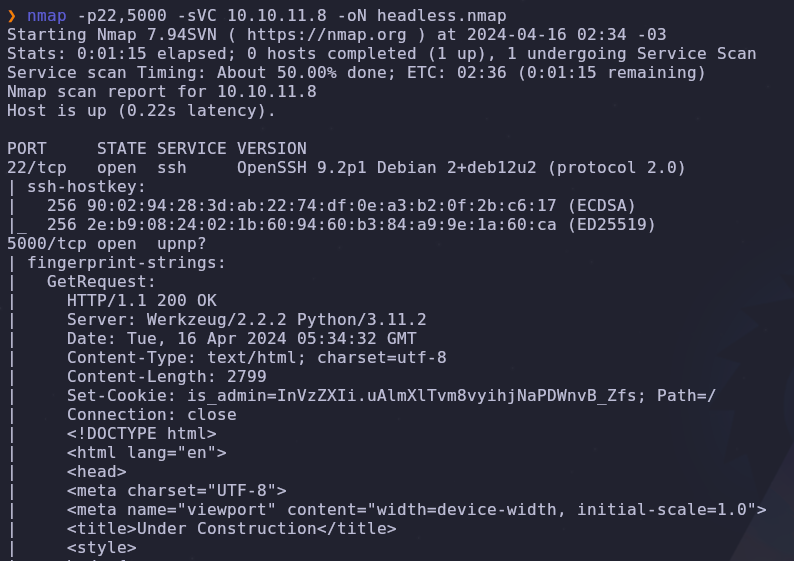 ❯ nmap -p22,5000 -sVC 10.10.11.8 -oN headless.nmap
Starting Nmap 7.94SVN ( https://nmap.org ) at 2024-04-16 02:34 -03
Stats: 0:01:15 elapsed; 0 hosts completed (1 up), 1 undergoing Service Scan
Service scan Timing: About 50.00% done; ETC: 02:36 (0:01:15 remaining)
Nmap scan report for 10.10.11.8
Host is up (0.22s latency).

PORT     STATE SERVICE VERSION
22/tcp   open  ssh     OpenSSH 9.2p1 Debian 2+deb12u2 (protocol 2.0)
| ssh-hostkey:
|   256 90:02:94:28:3d:ab:22:74:df:0e:a3:b2:0f:2b:c6:17 (ECDSA)
|_  256 2e:b9:08:24:02:1b:60:94:60:b3:84:a9:9e:1a:60:ca (ED25519)
5000/tcp open  upnp?
| fingerprint-strings:
|   GetRequest:
|     HTTP/1.1 200 OK
|     Server: Werkzeug/2.2.2 Python/3.11.2
|     Date: Tue, 16 Apr 2024 05:34:32 GMT
|     Content-Type: text/html; charset=utf-8
|     Content-Length: 2799
|     Set-Cookie: is_admin=InVzZXIi.uAlmXlTvm8vyihjNaPDWnvB_Zfs; Path=/
|     Connection: close
|     <!DOCTYPE html>
|     <html lang="en">
|     <head>
|     <meta charset="UTF-8">
|     <meta name="viewport" content="width=device-width, initial-scale=1.0">
|     <title>Under Construction</title>
|     <style>